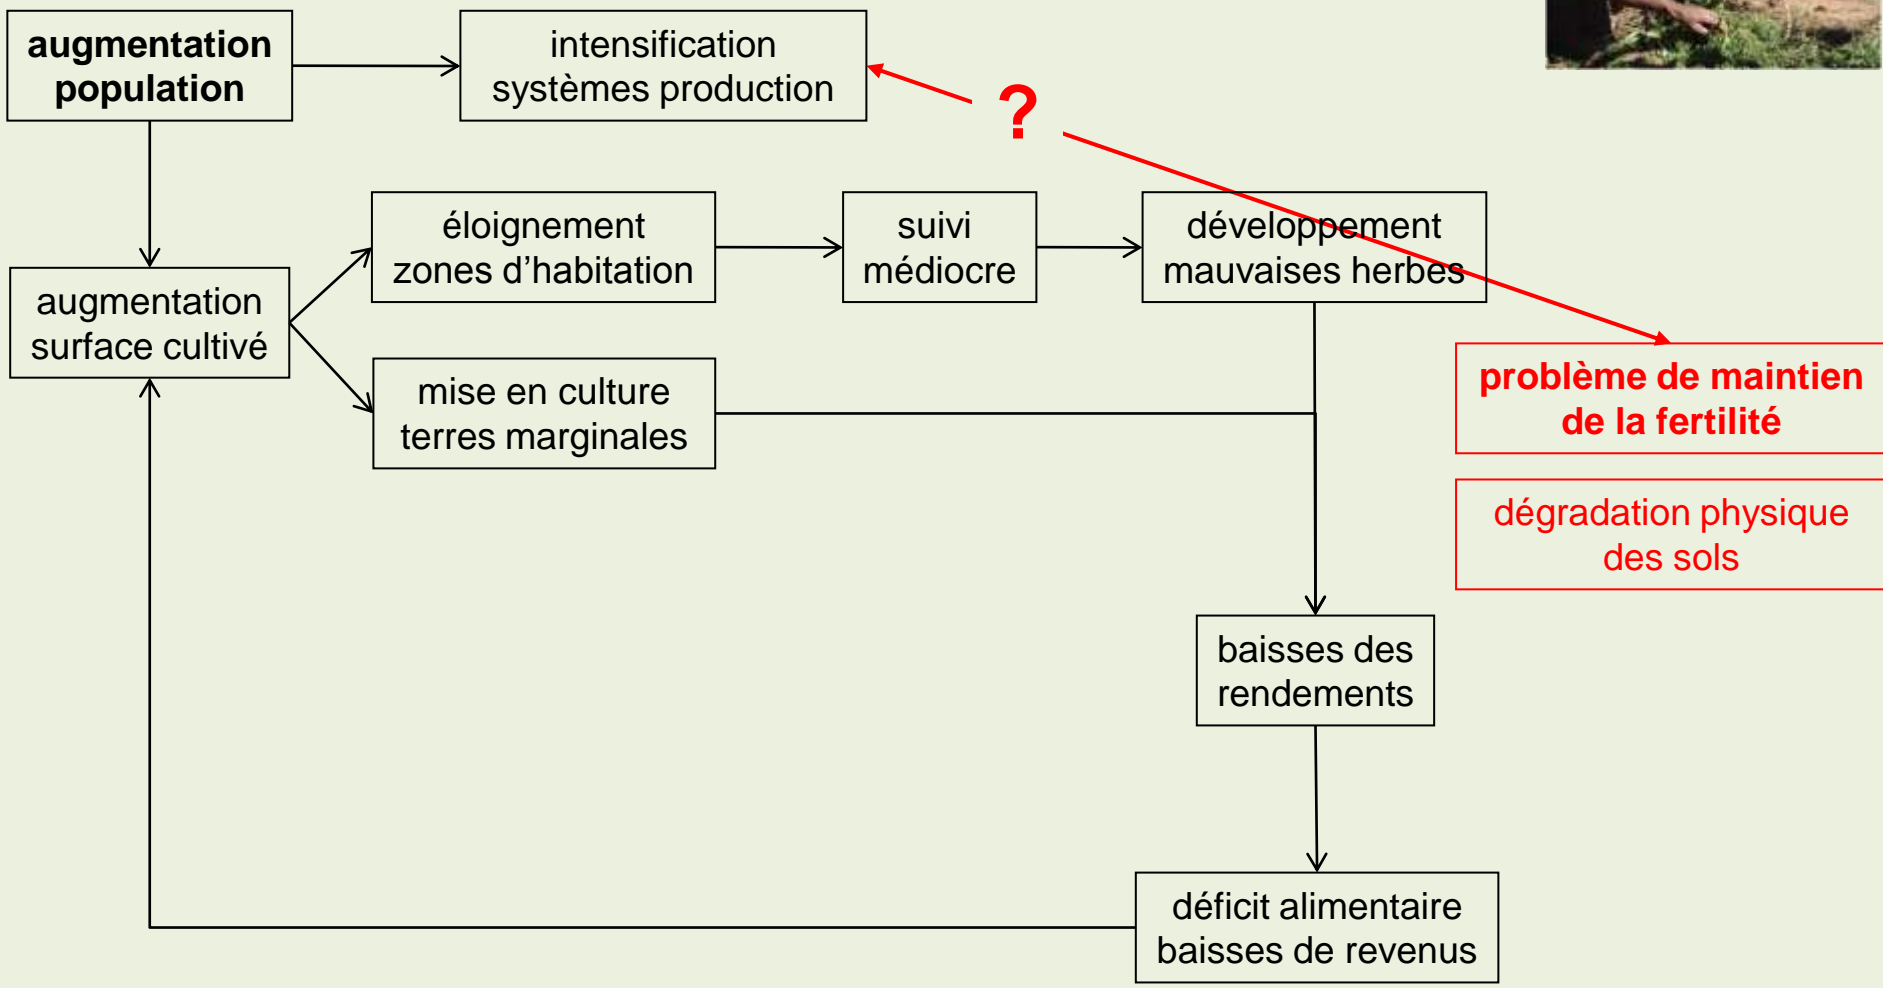 augmentation
population
intensification
systèmes production
?
éloignement
zones d’habitation
suivi
médiocre
développement
mauvaises herbes
augmentation
surface cultivé
mise en culture
terres marginales
problème de maintien
de la fertilité
dégradation physique
des sols
baisses des
rendements
déficit alimentaire
baisses de revenus